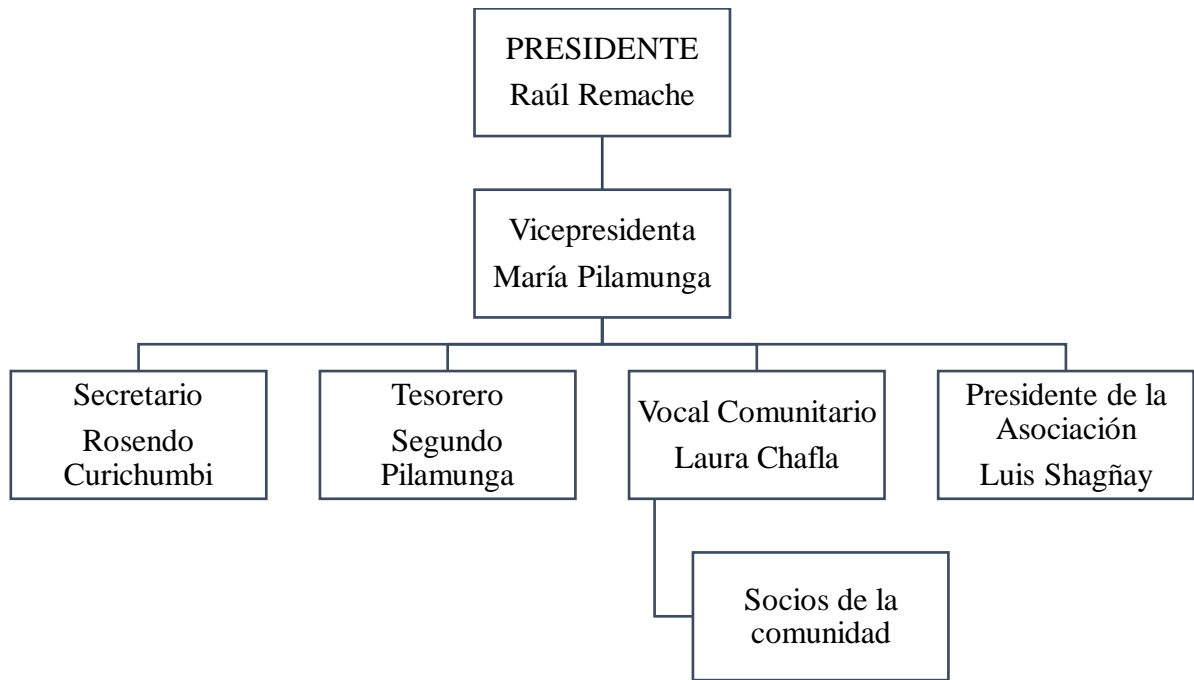 PRESIDENTE
Raúl Remache
Vicepresidenta
María Pilamunga
Secretario
Rosendo
Curichumbi
Tesorero
Segundo
Pilamunga
Vocal Comunitario
Laura Chafla
Presidente de la
Asociación
Luis Shagñay
Socios de la
comunidad